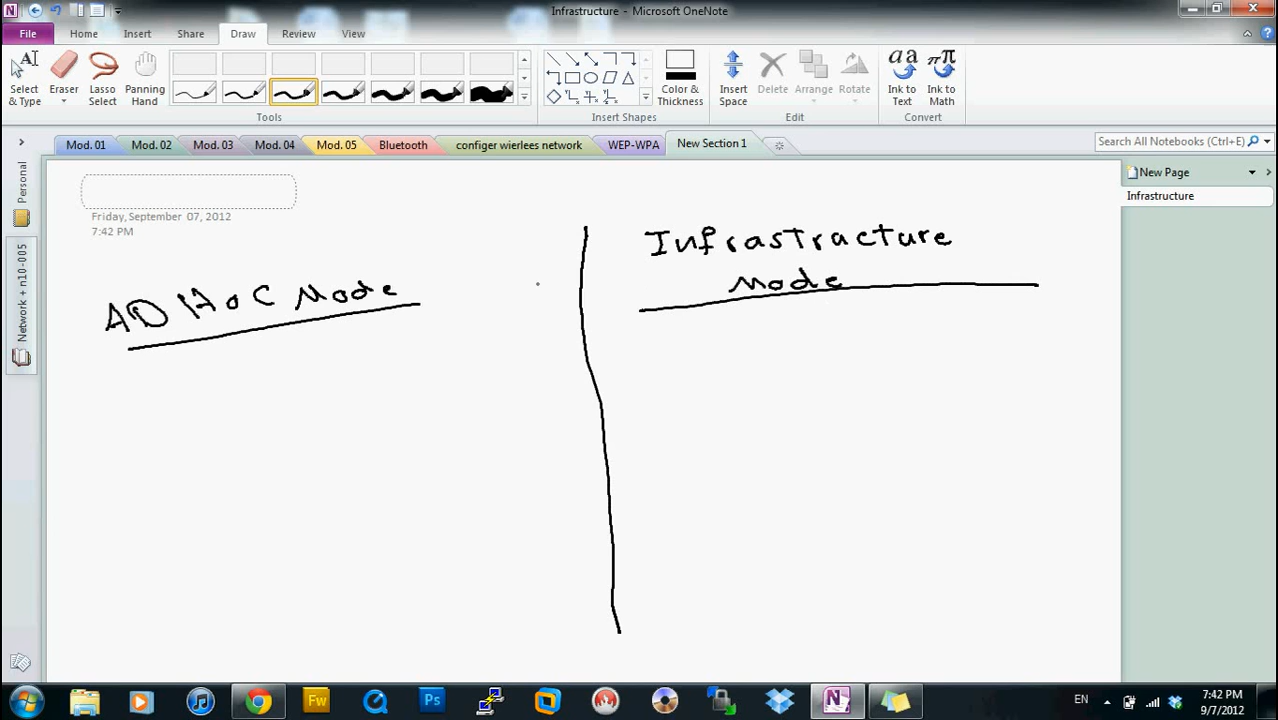 Infrastructure - Microsoft OneNote
File Home Insert Share Draw Review View
Select & Type
Eraser
Lasso Select
Panning Hand
Color & Thickness
Insert Space
Delete
Arrange
Rotate
Ink to Text
Ink to Math
Tools
Insert Shapes
Edit
Convert
Mod. 01 Mod. 02 Mod. 03 Mod. 04 Mod. 05 Bluetooth configer wierlees network WEP-WPA New Section 1
Search All Notebooks (Ctrl+E)
New Page
Infrastructure
Personal
Network + n10-005
Friday, September 07, 2012
7:42 PM
AD HoC Mode
Infrastracture
Mode
Fw
Ps
EN
7:42 PM
9/7/2012